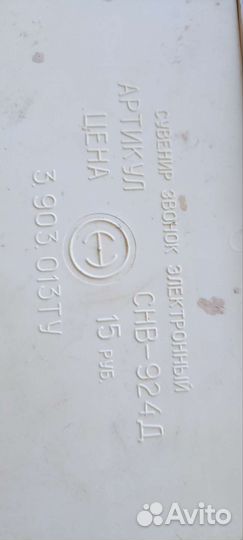 СУВЕНИР ЗВОНОК ЭЛЕКТРОННЫЙ
АРТИКУЛ СНВ-924Д
ЦЕНА 15 РУБ.
3.903.013ТУ
Avito